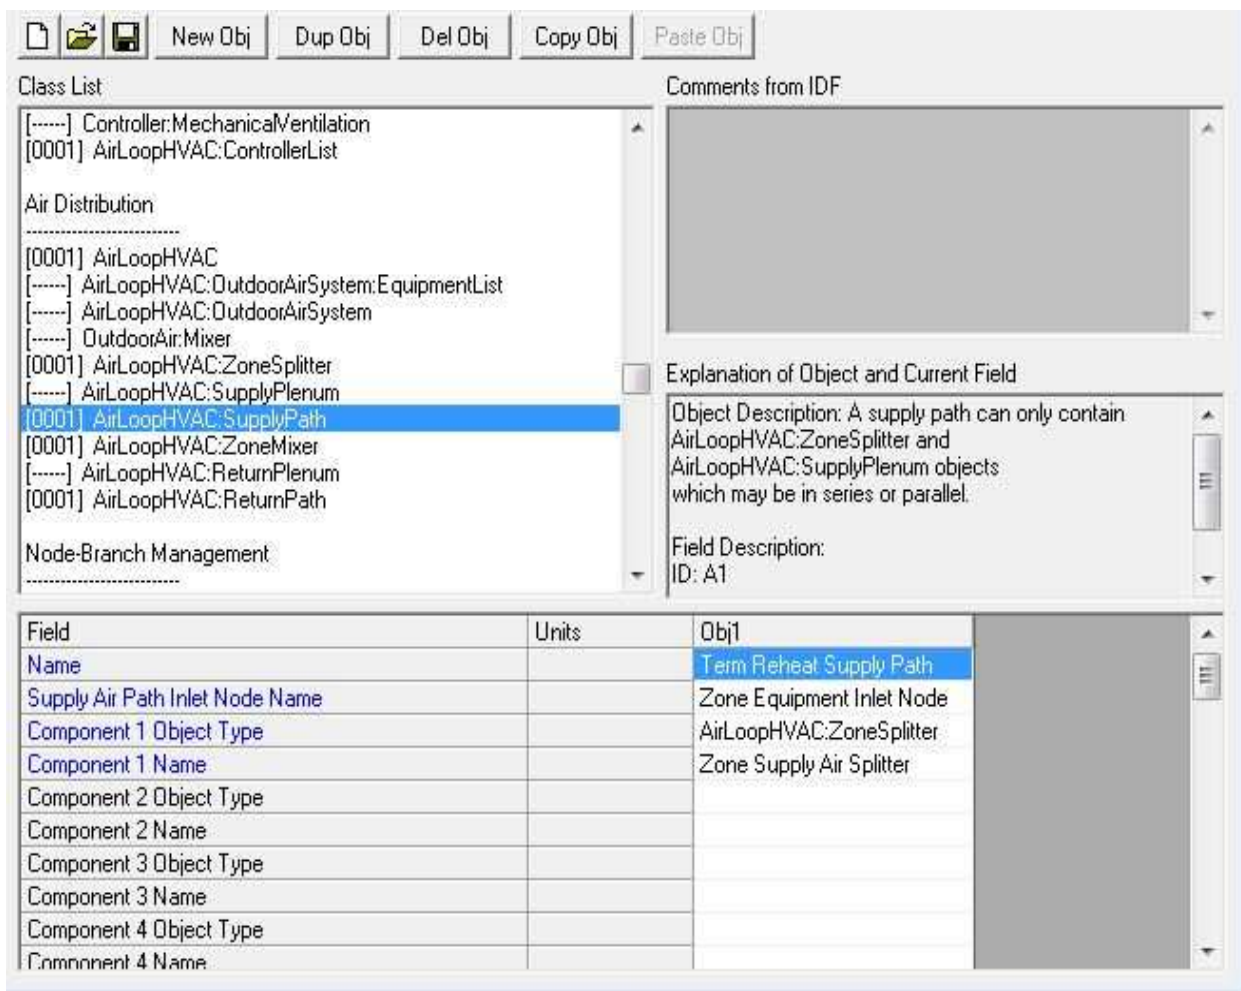 New Obj Dup Obj Del Obj Copy Obj Paste Obj
Class List
[------] Controller:MechanicalVentilation
[0001] AirLoopHVAC:ControllerList
Air Distribution
---------------------------
[0001] AirLoopHVAC
[------] AirLoopHVAC:OutdoorAirSystem:EquipmentList
[------] AirLoopHVAC:OutdoorAirSystem
[------] OutdoorAir:Mixer
[0001] AirLoopHVAC:ZoneSplitter
[------] AirLoopHVAC:SupplyPlenum
[0001] AirLoopHVAC:SupplyPath
[0001] AirLoopHVAC:ZoneMixer
[------] AirLoopHVAC:ReturnPlenum
[0001] AirLoopHVAC:ReturnPath
Node-Branch Management
---------------------------
Comments from IDF
Explanation of Object and Current Field
Object Description: A supply path can only contain
AirLoopHVAC:ZoneSplitter and
AirLoopHVAC:SupplyPlenum objects
which may be in series or parallel.
Field Description:
ID: A1
Field Units Obj1
Name Term Reheat Supply Path
Supply Air Path Inlet Node Name Zone Equipment Inlet Node
Component 1 Object Type AirLoopHVAC:ZoneSplitter
Component 1 Name Zone Supply Air Splitter
Component 2 Object Type
Component 2 Name
Component 3 Object Type
Component 3 Name
Component 4 Object Type
Component 4 Name